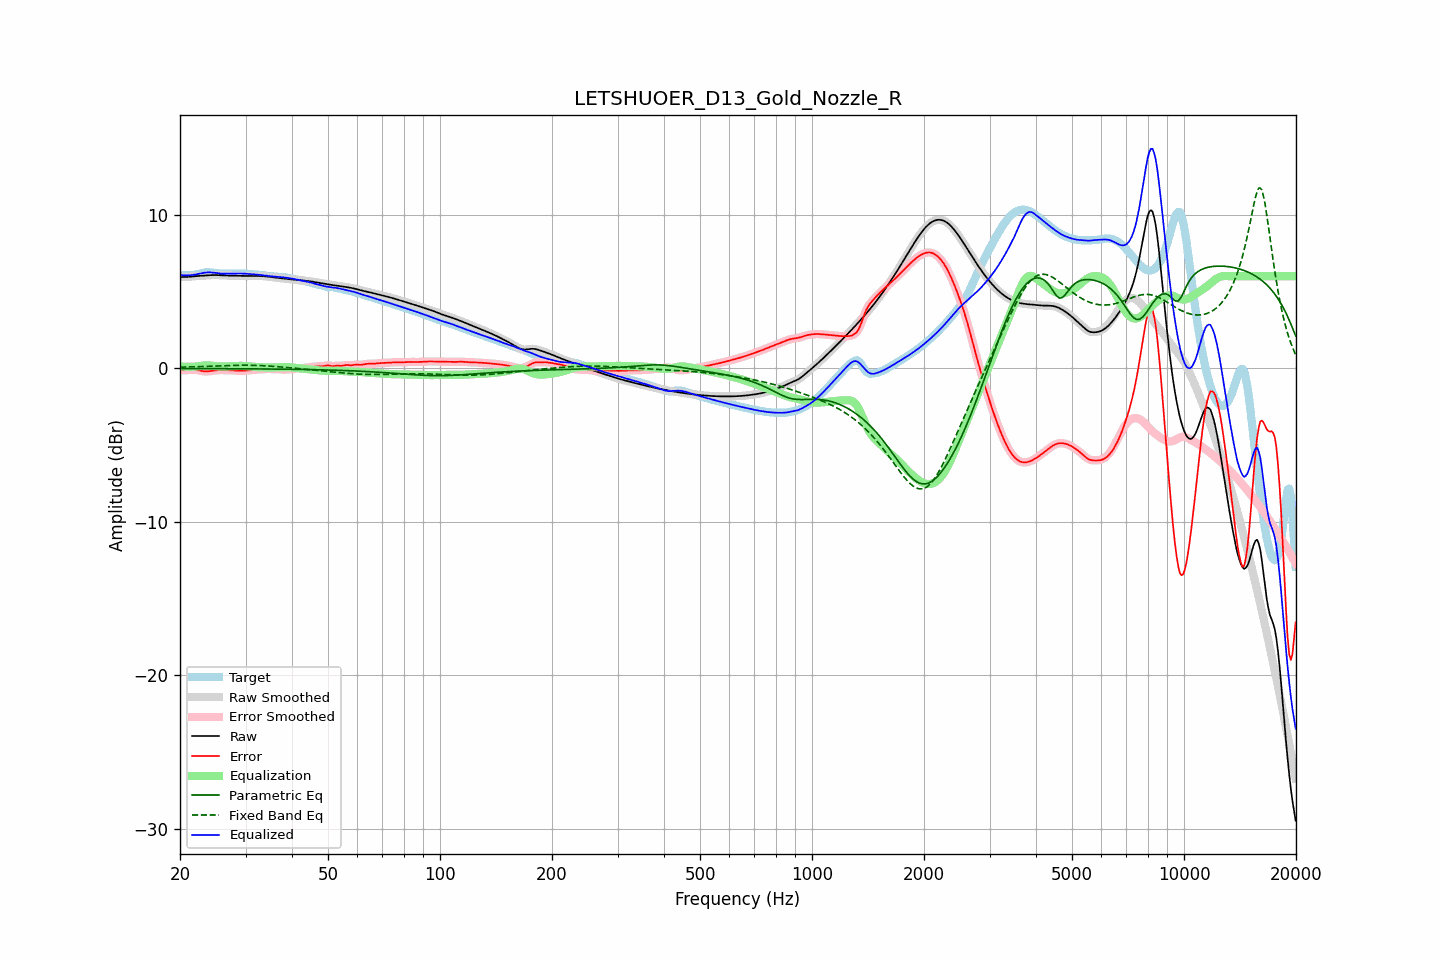 LETSHUOER_D13_Gold_Nozzle_R
Amplitude (dBr)
10
0
−10
−20
−30
Target
Raw Smoothed
Error Smoothed
Raw
Error
Equalization
Parametric Eq
Fixed Band Eq
Equalized
20 50 100 200 500 1000 2000 5000 10000 20000
Frequency (Hz)